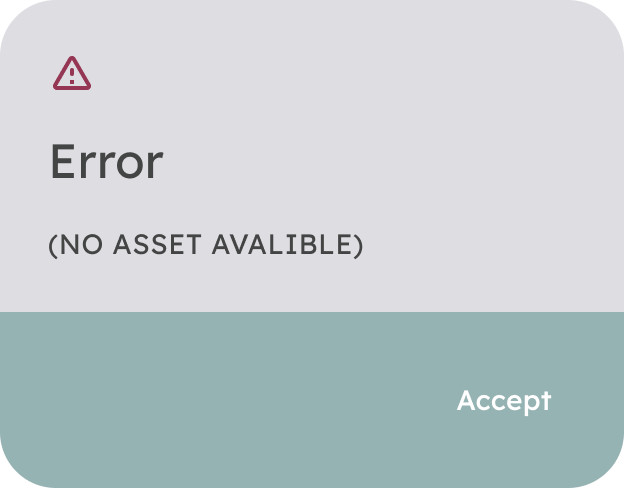 Error
(NO ASSET AVALIBLE)
Accept